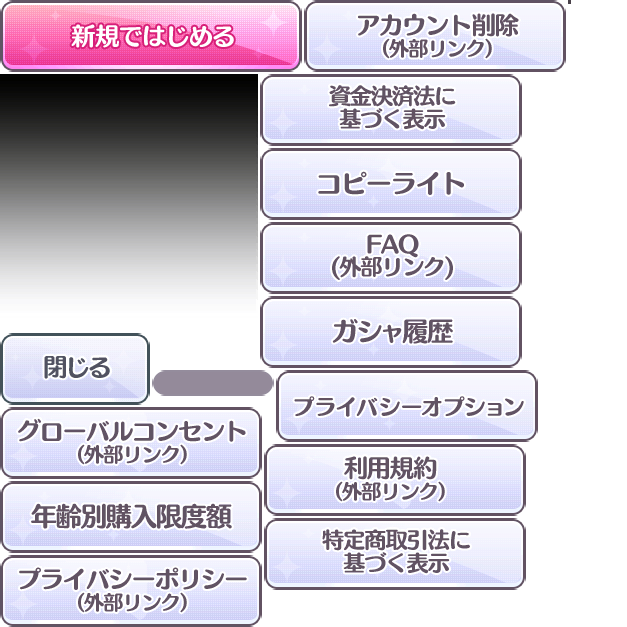 新規ではじめる
アカウント削除
(外部リンク)
資金決済法に
基づく表示
コピーライト
FAQ
(外部リンク)
ガシャ履歴
閉じる
プライバシーオプション
グローバルコンセント
(外部リンク)
利用規約
(外部リンク)
年齢別購入限度額
特定商取引法に
基づく表示
プライバシーポリシー
(外部リンク)